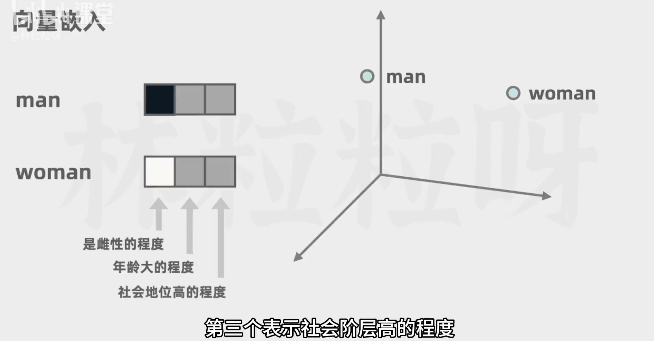 向量嵌入
man
woman
man
woman
是雌性的程度
年龄大的程度
社会地位高的程度
林粒粒呀
第三个表示社会阶层高的程度